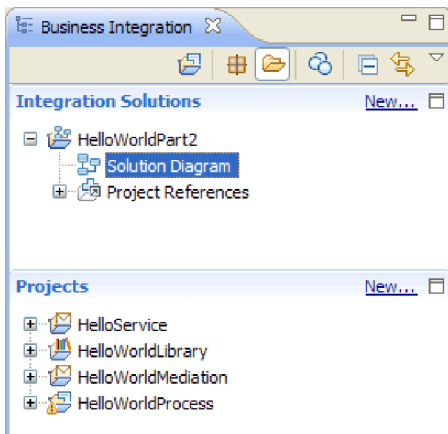 Business Integration
Integration Solutions New...
HelloWorldPart2
Solution Diagram
Project References
Projects New...
HelloService
HelloWorldLibrary
HelloWorldMediation
HelloWorldProcess